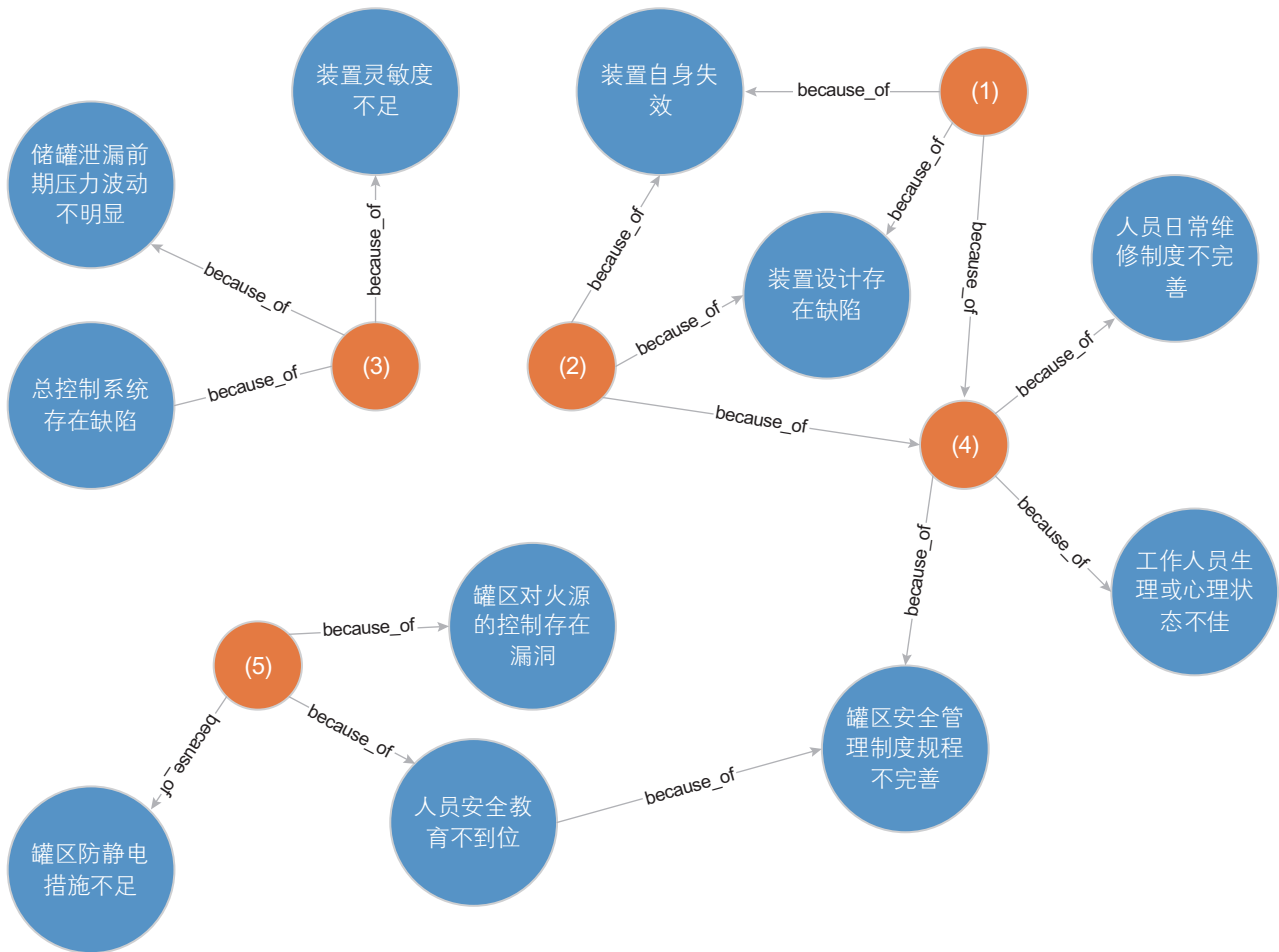 装置灵敏度
不足
装置自身失
效
because_of
(1)
储罐泄漏前
期压力波动
不明显
because_of
because_of
because_of
because_of
because_of
人员日常维
修制度不完
善
because_of
装置设计存
在缺陷
because_of
because_of
(3)
(2)
总控制系统
存在缺陷
because_of
because_of
(4)
because_of
because_of
工作人员生
理或心理状
态不佳
罐区对火源
的控制存在
漏洞
because_of
(5)
because_of
because_of
罐区安全管
理制度规程
不完善
because_of
人员安全教
育不到位
罐区防静电
措施不足